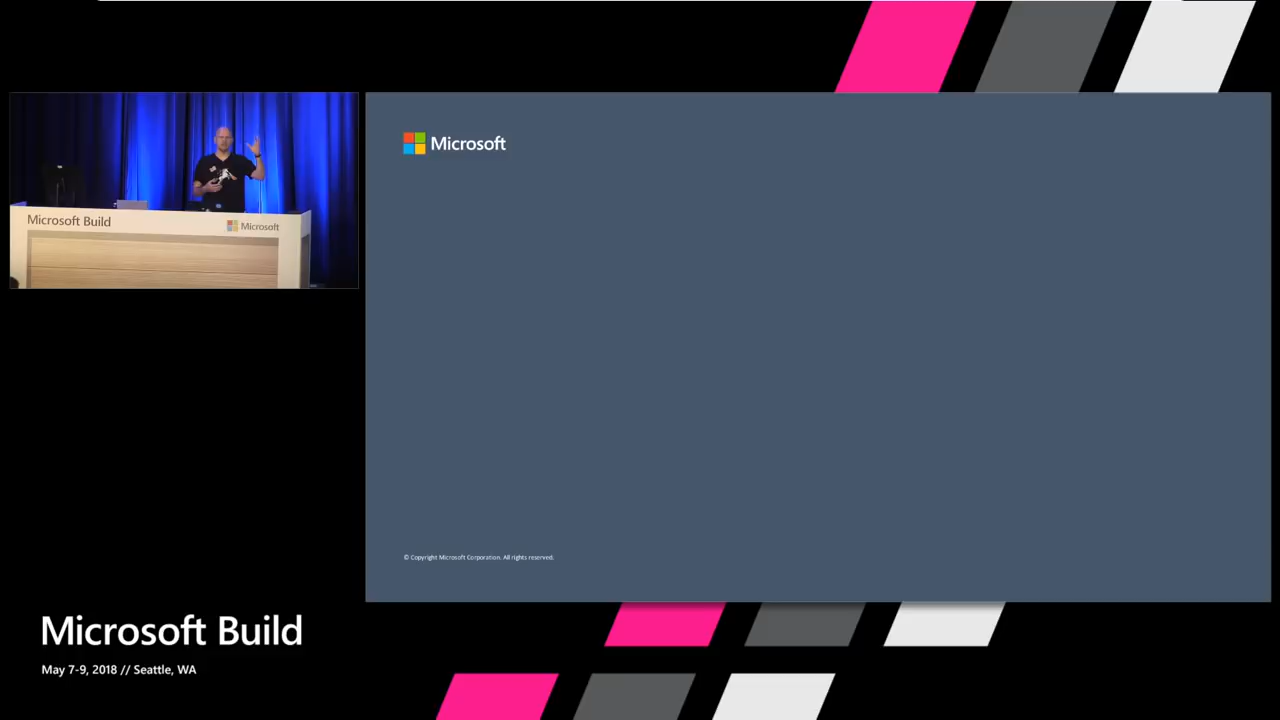 Microsoft Build
Microsoft
Microsoft
© Copyright Microsoft Corporation. All rights reserved.
Microsoft Build
May 7-9, 2018 // Seattle, WA